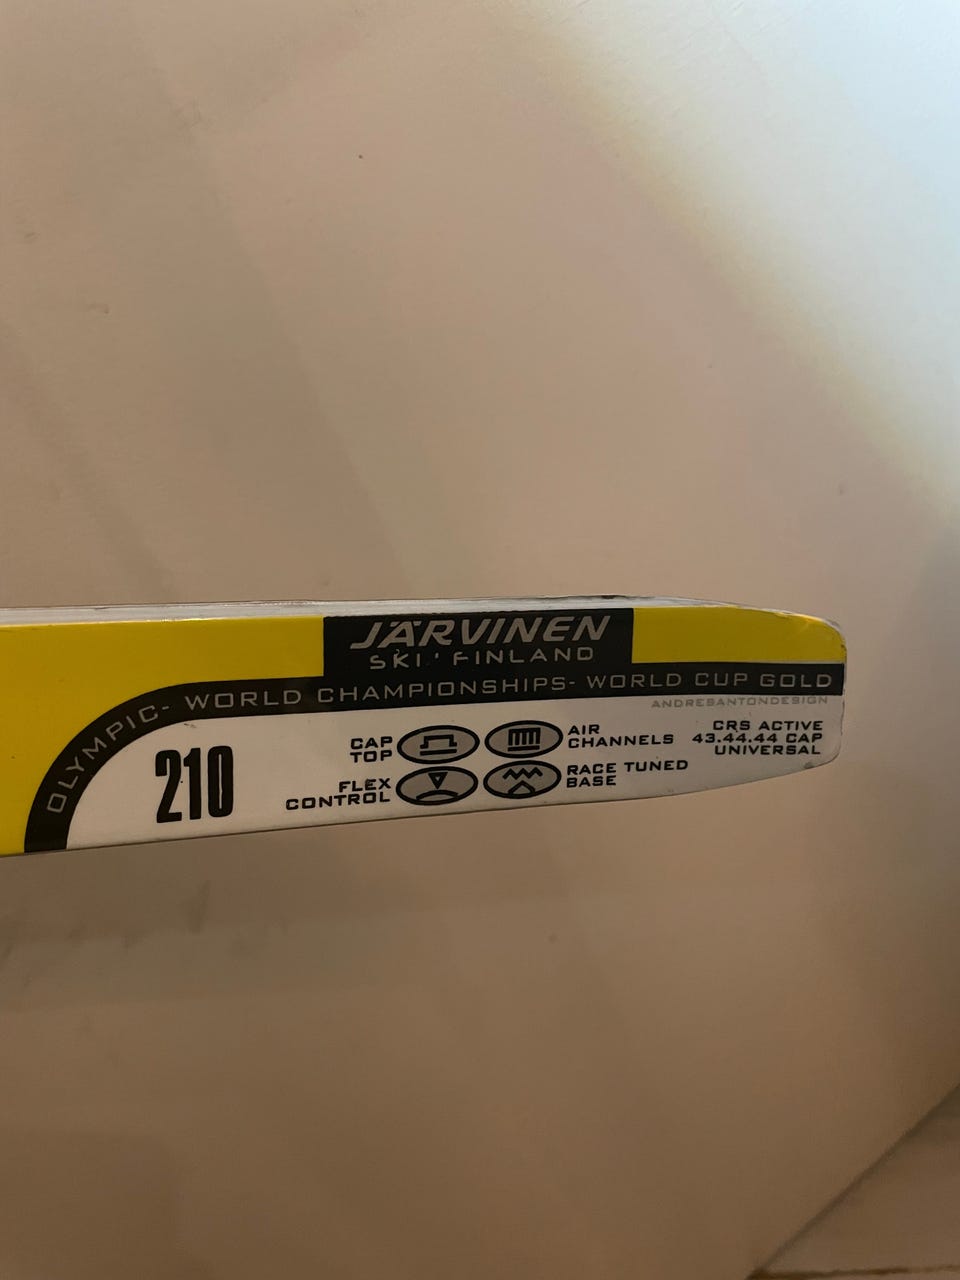 JÄRVINEN
SKI. FINLAND
OLYMPIC- WORLD CHAMPIONSHIPS- WORLD CUP GOLD
ANDRESANTONDESIGN
210
CAP
TOP
AIR
CHANNELS
FLEX
CONTROL
RACE TUNED
BASE
CRS ACTIVE
43.44.44 CAP
UNIVERSAL